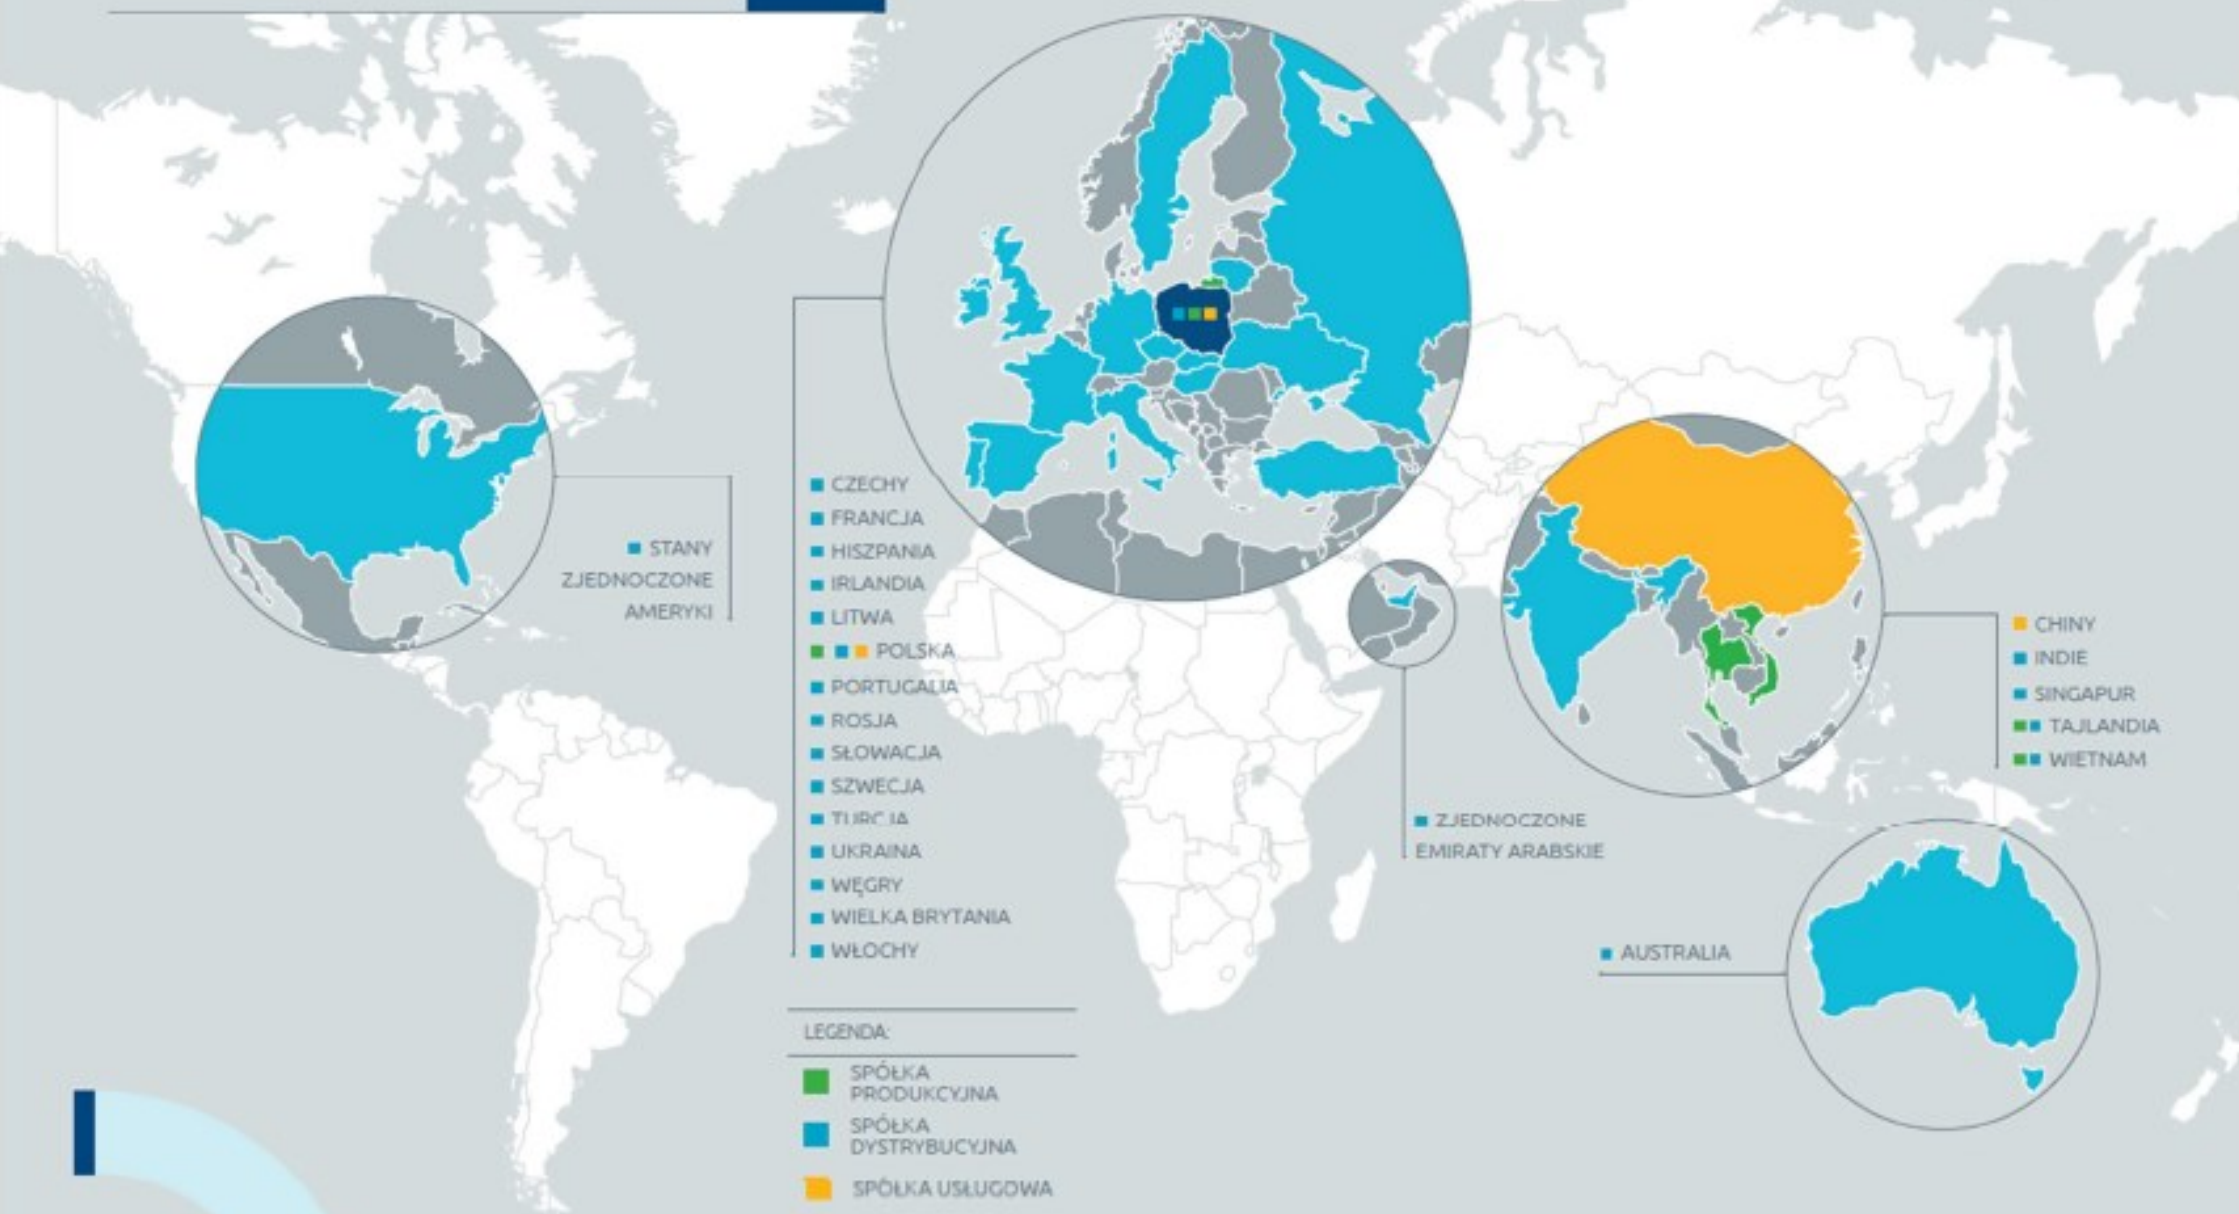 STANY
ZJEDNOCZONE
AMERYKI
CZECHY
FRANCJA
HISZPANIA
IRLANDIA
LITWA
POLSKA
PORTUGALIA
ROSJA
SŁOWACJA
SZWECJA
TURCJA
UKRAINA
WĘGRY
WIELKA BRYTANIA
WŁOCHY
ZJEDNOCZONE
EMIRATY ARABSKIE
CHINY
INDIE
SINGAPUR
TAJLANDIA
WIETNAM
AUSTRALIA
LEGENDA:
SPÓŁKA
PRODUKCYJNA
SPÓŁKA
DYSTRYBUCYJNA
SPÓŁKA USŁUGOWA